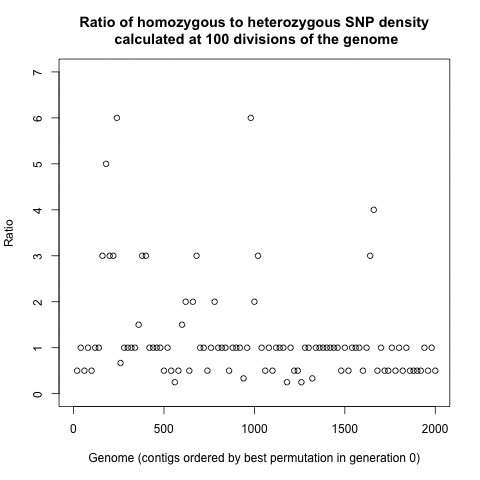 Ratio of homozygous to heterozygous SNP density
calculated at 100 divisions of the genome
7
6
5
4
3
2
1
0
Ratio
0 500 1000 1500 2000
Genome (contigs ordered by best permutation in generation 0)